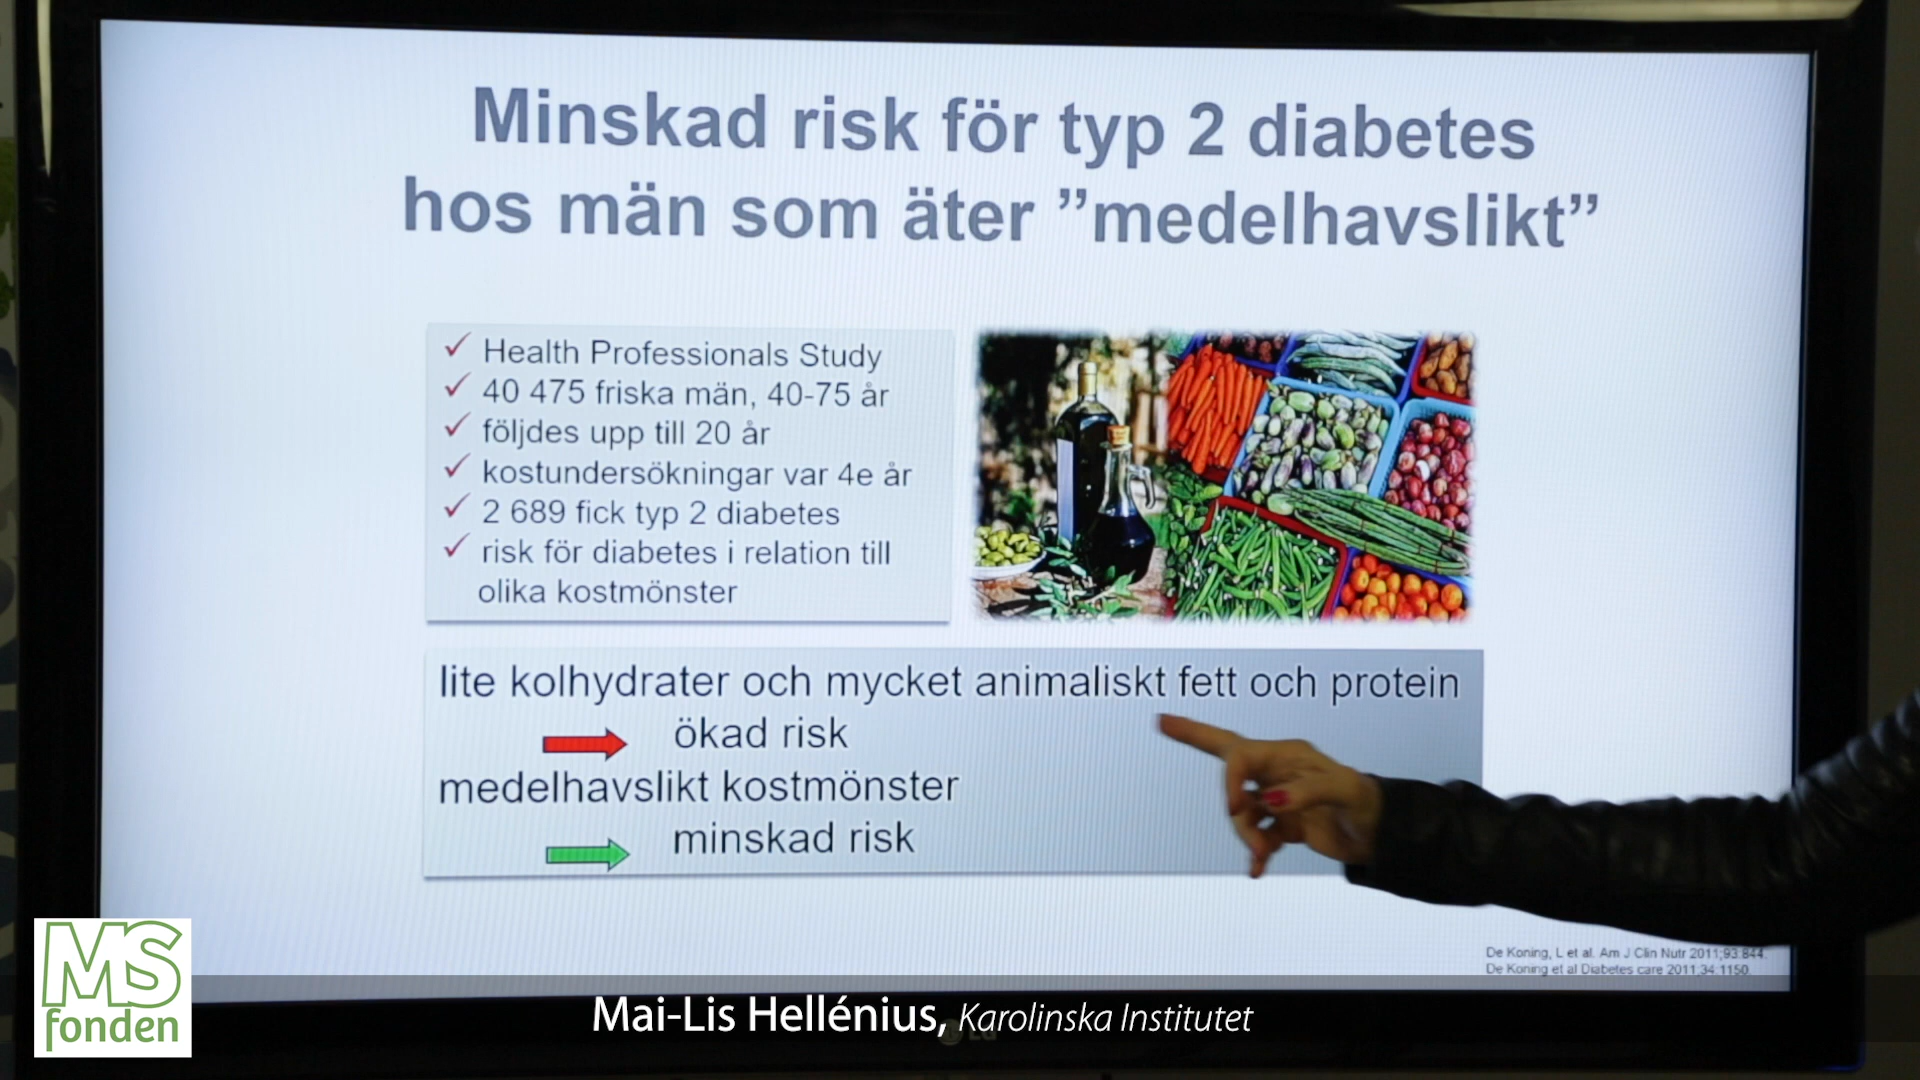 Minskad risk för typ 2 diabetes
hos män som äter ”medelhavslikt”
Health Professionals Study
40 475 friska män, 40-75 år
följdes upp till 20 år
kostundersökningar var 4e år
2 689 fick typ 2 diabetes
risk för diabetes i relation till
olika kostmönster
lite kolhydrater och mycket animaliskt fett och protein
ökad risk
medelhavslikt kostmönster
minskad risk
De Koning, L et al. Am J Clin Nutr 2011;93:844.
De Koning et al Diabetes care 2011;34:1150.
MS
fonden
Mai-Lis Hellénius, Karolinska Institutet
LG